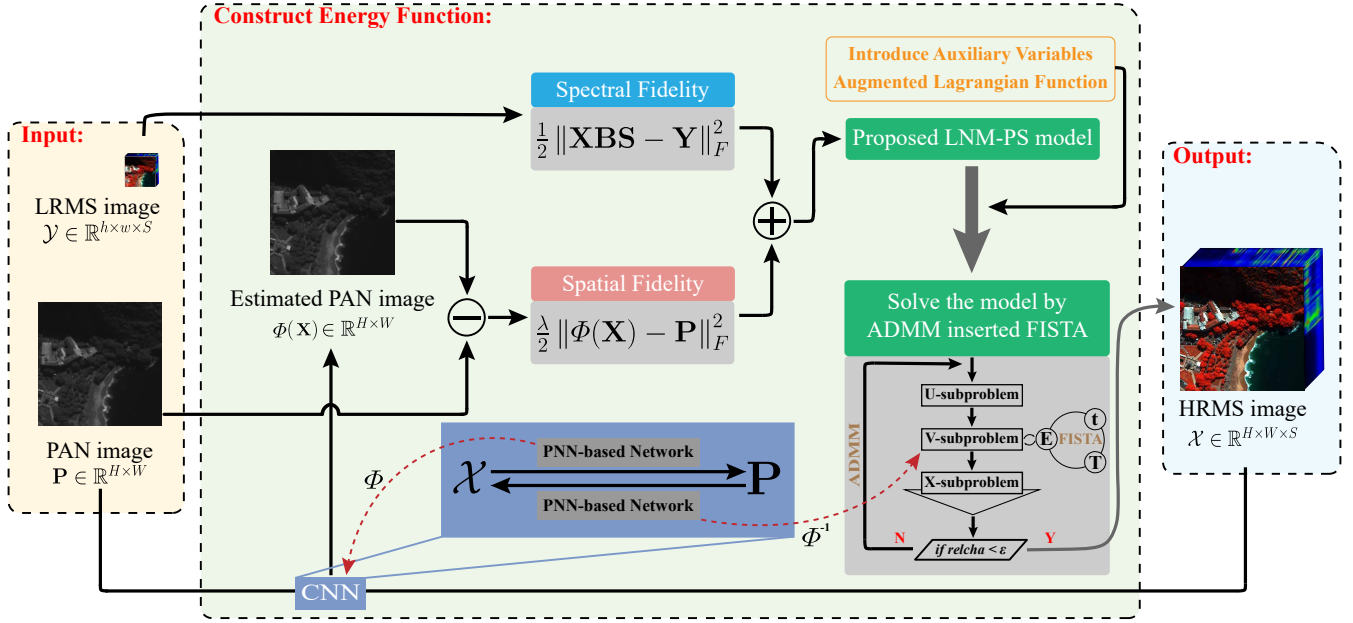 Construct Energy Function:
Input:
LRMS image
𝒴 ∈ ℝ^{h×w×S}
PAN image
P ∈ ℝ^{H×W}
Estimated PAN image
Φ(X) ∈ ℝ^{H×W}
Spectral Fidelity
1/2 ‖XBS − Y‖²_F
Spatial Fidelity
λ/2 ‖Φ(X) − P‖²_F
Introduce Auxiliary Variables
Augmented Lagrangian Function
Proposed LNM-PS model
Solve the model by
ADMM inserted FISTA
ADMM
U-subproblem
V-subproblem
X-subproblem
E
FISTA
t
T
N
if relcha < ε
Y
Φ
𝒳
PNN-based Network
PNN-based Network
P
Φ⁻¹
CNN
Output:
HRMS image
𝒳 ∈ ℝ^{H×W×S}